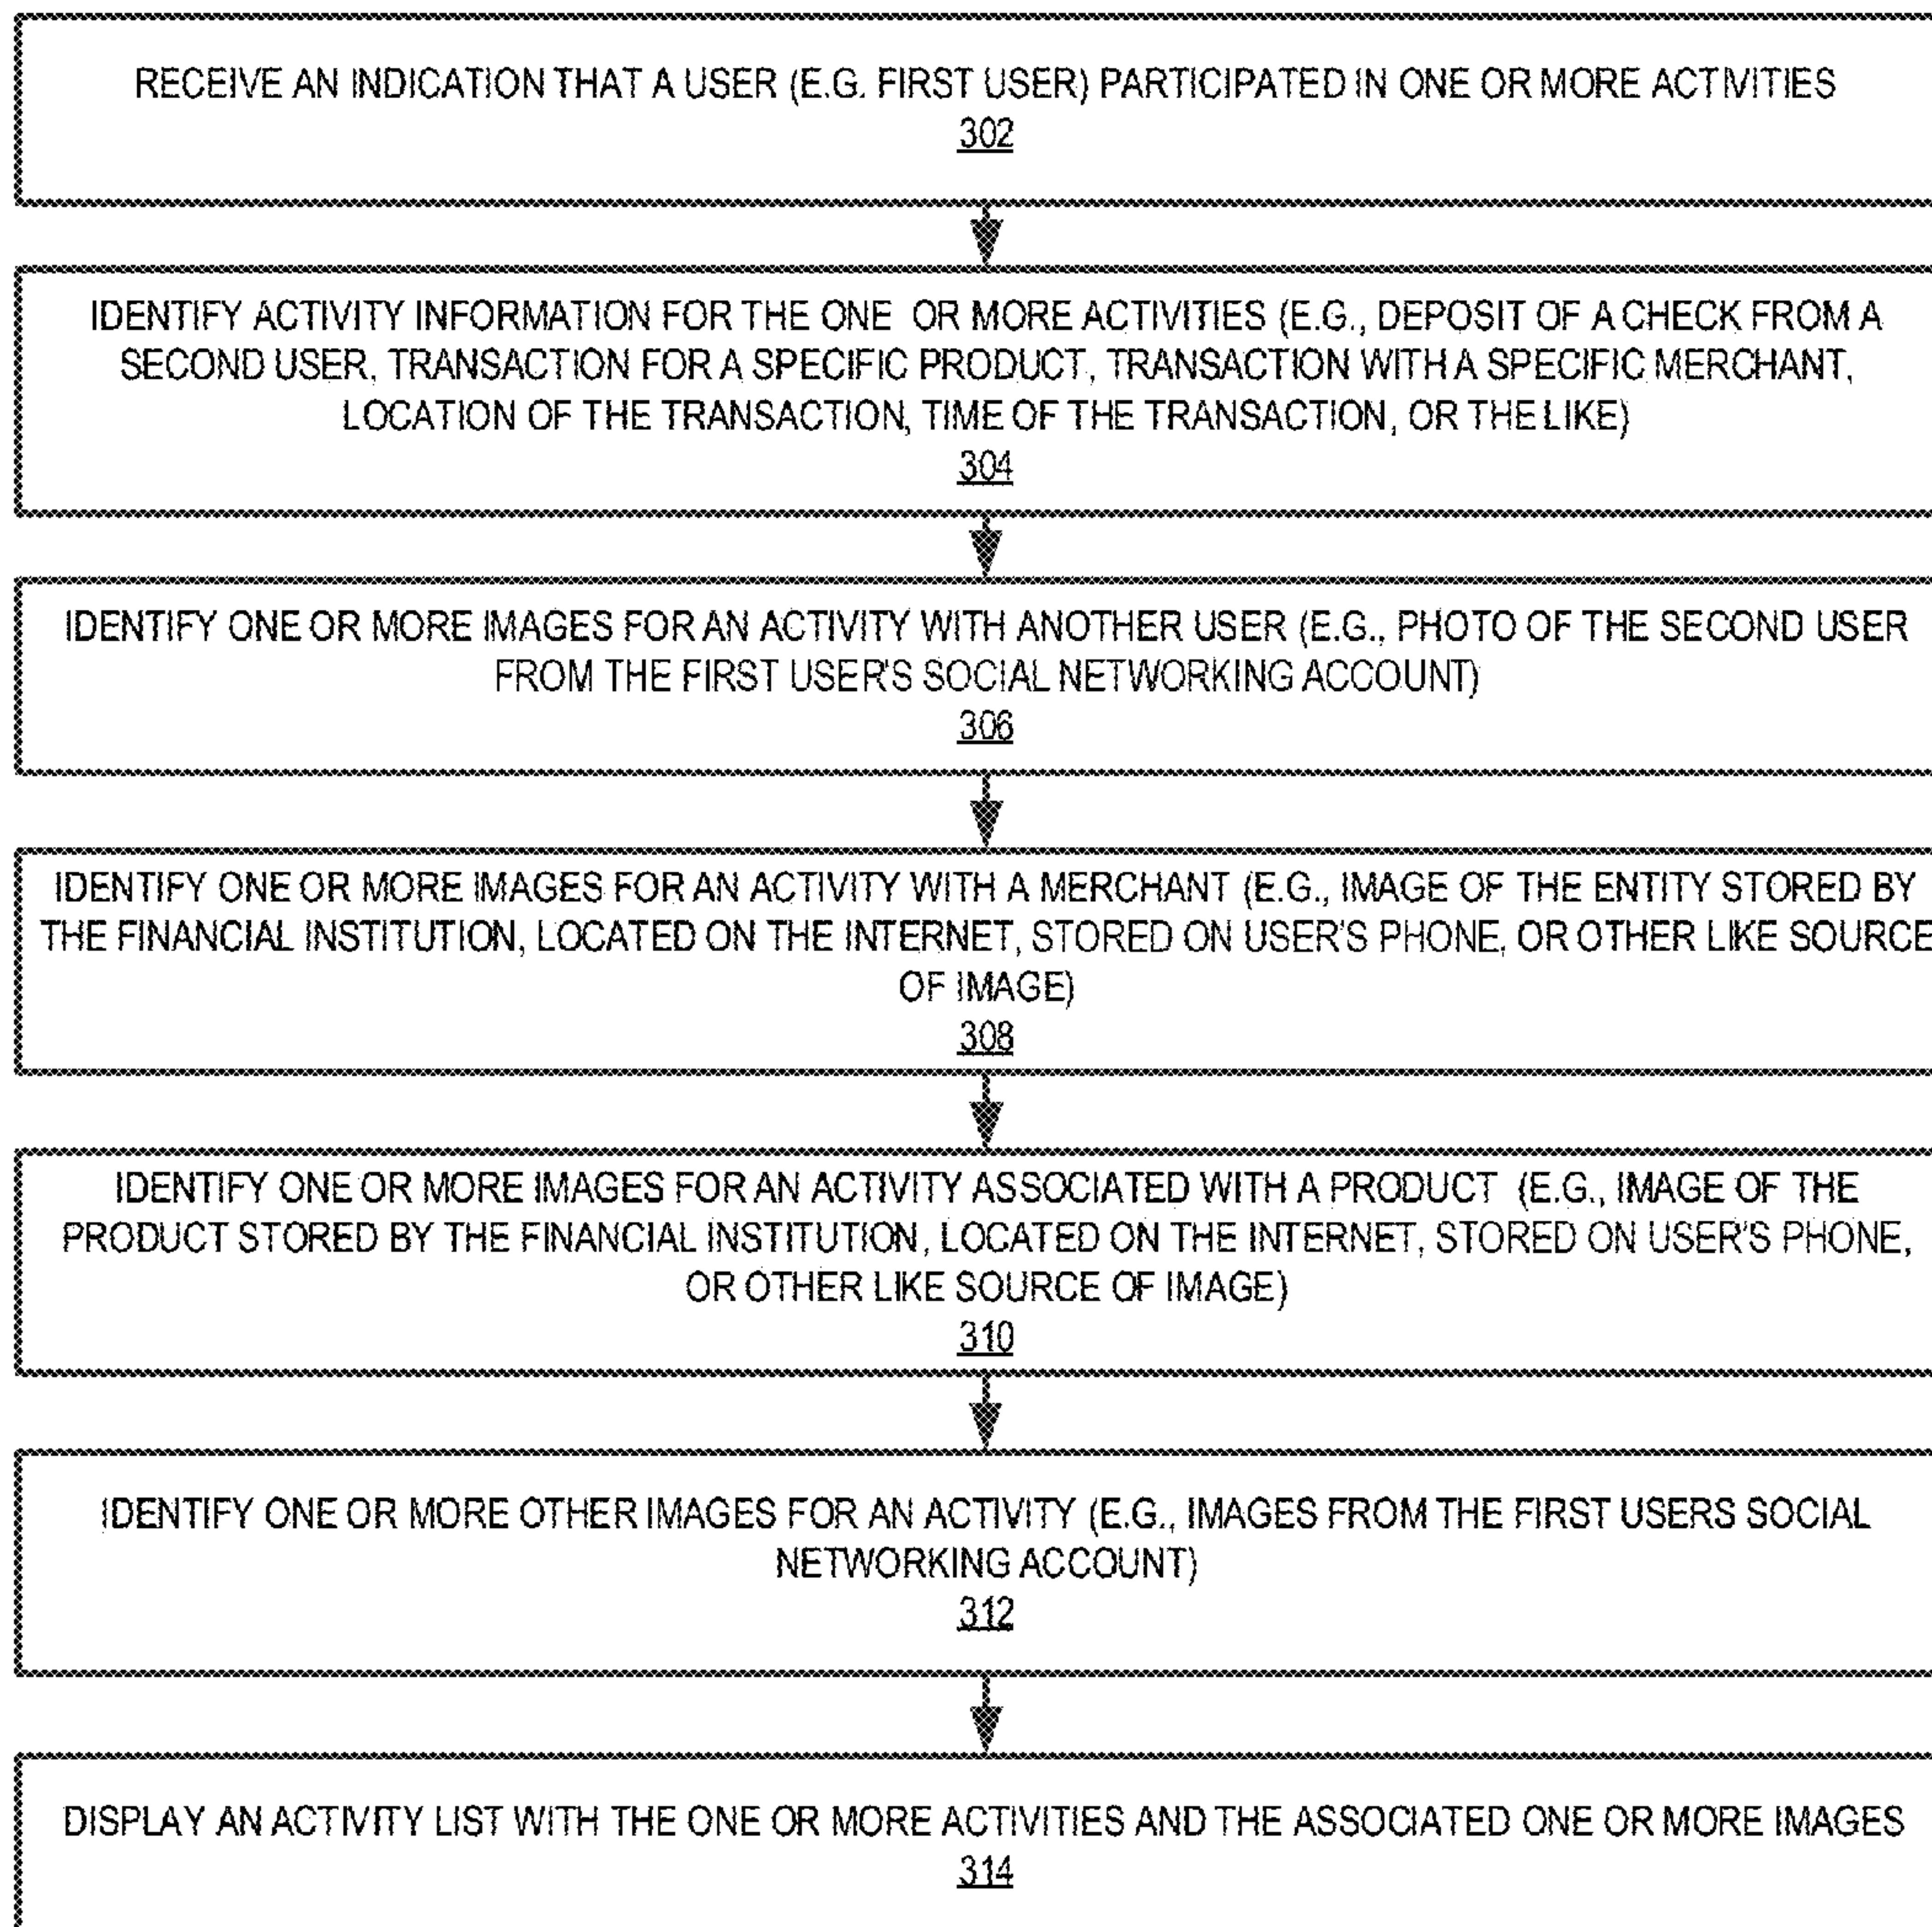 RECEIVE AN INDICATION THAT A USER (E.G. FIRST USER) PARTICIPATED IN ONE OR MORE ACTIVITIES
302
IDENTIFY ACTIVITY INFORMATION FOR THE ONE OR MORE ACTIVITIES (E.G., DEPOSIT OF A CHECK FROM A
SECOND USER, TRANSACTION FOR A SPECIFIC PRODUCT, TRANSACTION WITH A SPECIFIC MERCHANT,
LOCATION OF THE TRANSACTION, TIME OF THE TRANSACTION, OR THE LIKE)
304
IDENTIFY ONE OR MORE IMAGES FOR AN ACTIVITY WITH ANOTHER USER (E.G., PHOTO OF THE SECOND USER
FROM THE FIRST USER'S SOCIAL NETWORKING ACCOUNT)
306
IDENTIFY ONE OR MORE IMAGES FOR AN ACTIVITY WITH A MERCHANT (E.G., IMAGE OF THE ENTITY STORED BY
THE FINANCIAL INSTITUTION, LOCATED ON THE INTERNET, STORED ON USER'S PHONE, OR OTHER LIKE SOURCE
OF IMAGE)
308
IDENTIFY ONE OR MORE IMAGES FOR AN ACTIVITY ASSOCIATED WITH A PRODUCT (E.G., IMAGE OF THE
PRODUCT STORED BY THE FINANCIAL INSTITUTION, LOCATED ON THE INTERNET, STORED ON USER'S PHONE,
OR OTHER LIKE SOURCE OF IMAGE)
310
IDENTIFY ONE OR MORE OTHER IMAGES FOR AN ACTIVITY (E.G., IMAGES FROM THE FIRST USERS SOCIAL
NETWORKING ACCOUNT)
312
DISPLAY AN ACTIVITY LIST WITH THE ONE OR MORE ACTIVITIES AND THE ASSOCIATED ONE OR MORE IMAGES
314